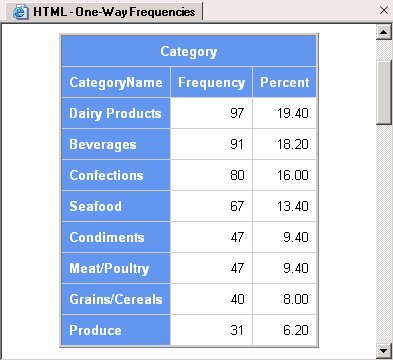 HTML - One-Way Frequencies
Category
CategoryName Frequency Percent
Dairy Products 97 19.40
Beverages 91 18.20
Confections 80 16.00
Seafood 67 13.40
Condiments 47 9.40
Meat/Poultry 47 9.40
Grains/Cereals 40 8.00
Produce 31 6.20